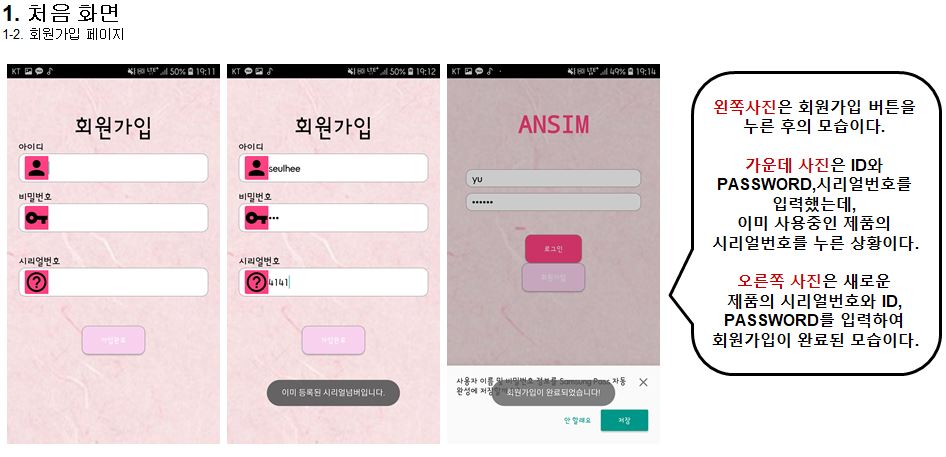 1. 처음 화면
1-2. 회원가입 페이지
KT 50% 19:11
회원가입
아이디
비밀번호
시리얼번호
가입완료
KT 50% 19:12
회원가입
아이디
seulhee
비밀번호
•••
시리얼번호
4141
가입완료
이미 등록된 시리얼넘버입니다.
KT 49% 19:14
ANSIM
yu
••••••
로그인
회원가입
사용자 이름 및 비밀번호 정보를 Samsung Pass 자동
완성에 저장
회원가입이 완료되었습니다!
안 할래요
저장
왼쪽사진은 회원가입 버튼을
누른 후의 모습이다.
가운데 사진은 ID와
PASSWORD,시리얼번호를
입력했는데,
이미 사용중인 제품의
시리얼번호를 누른 상황이다.
오른쪽 사진은 새로운
제품의 시리얼번호와 ID,
PASSWORD를 입력하여
회원가입이 완료된 모습이다.